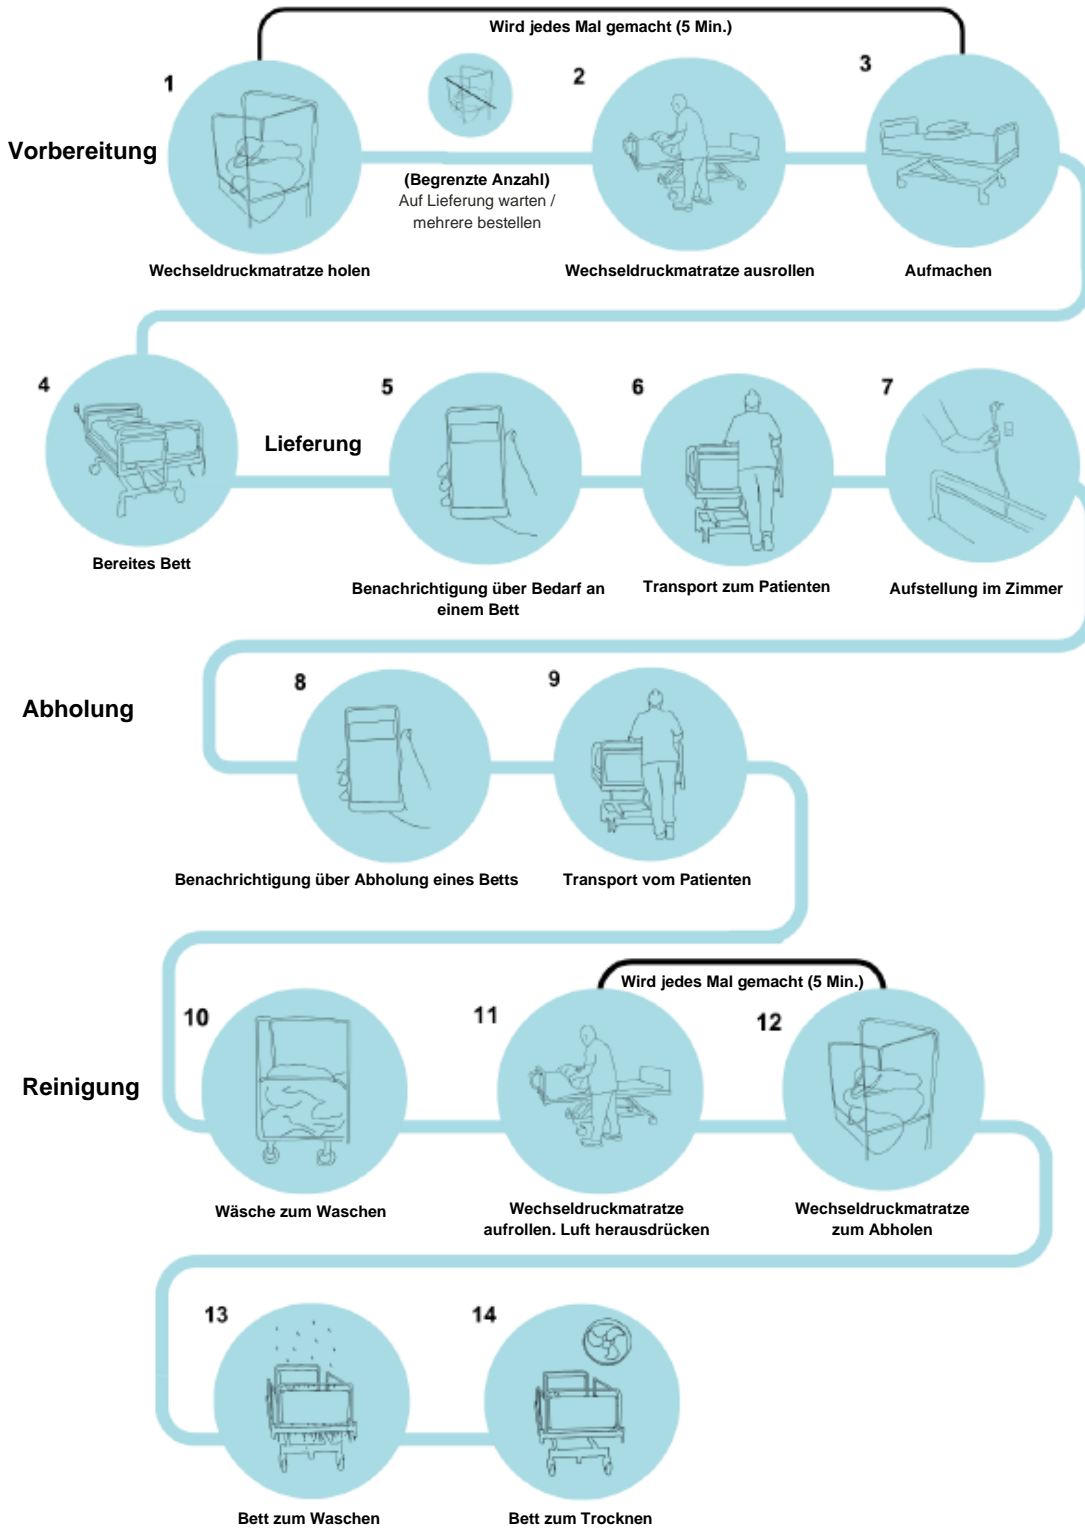 Wird jedes Mal gemacht (5 Min.)
1
2
3
Vorbereitung
(Begrenzte Anzahl)
Auf Lieferung warten /
mehrere bestellen
Wechseldruckmatratze holen
Wechseldruckmatratze ausrollen
Aufmachen
4
5
6
7
Lieferung
Bereites Bett
Benachrichtigung über Bedarf an
einem Bett
Transport zum Patienten
Aufstellung im Zimmer
8
9
Abholung
Benachrichtigung über Abholung eines Betts
Transport vom Patienten
Wird jedes Mal gemacht (5 Min.)
10
11
12
Reinigung
Wäsche zum Waschen
Wechseldruckmatratze
aufrollen. Luft herausdrücken
Wechseldruckmatratze
zum Abholen
13
14
Bett zum Waschen
Bett zum Trocknen